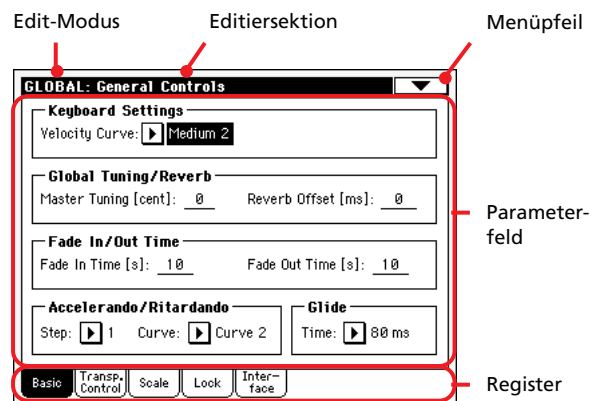 Edit-Modus Editiersektion Menüpfeil
GLOBAL: General Controls
Keyboard Settings
Velocity Curve: Medium 2
Global Tuning/Reverb
Master Tuning [cent]: 0 Reverb Offset [ms]: 0
Parameter-
feld
Fade In/Out Time
Fade In Time [s]: 10 Fade Out Time [s]: 10
Accelerando/Ritardando Glide
Step: 1 Curve: Curve 2 Time: 80 ms
Basic Transp. Control Scale Lock Inter- face
Register